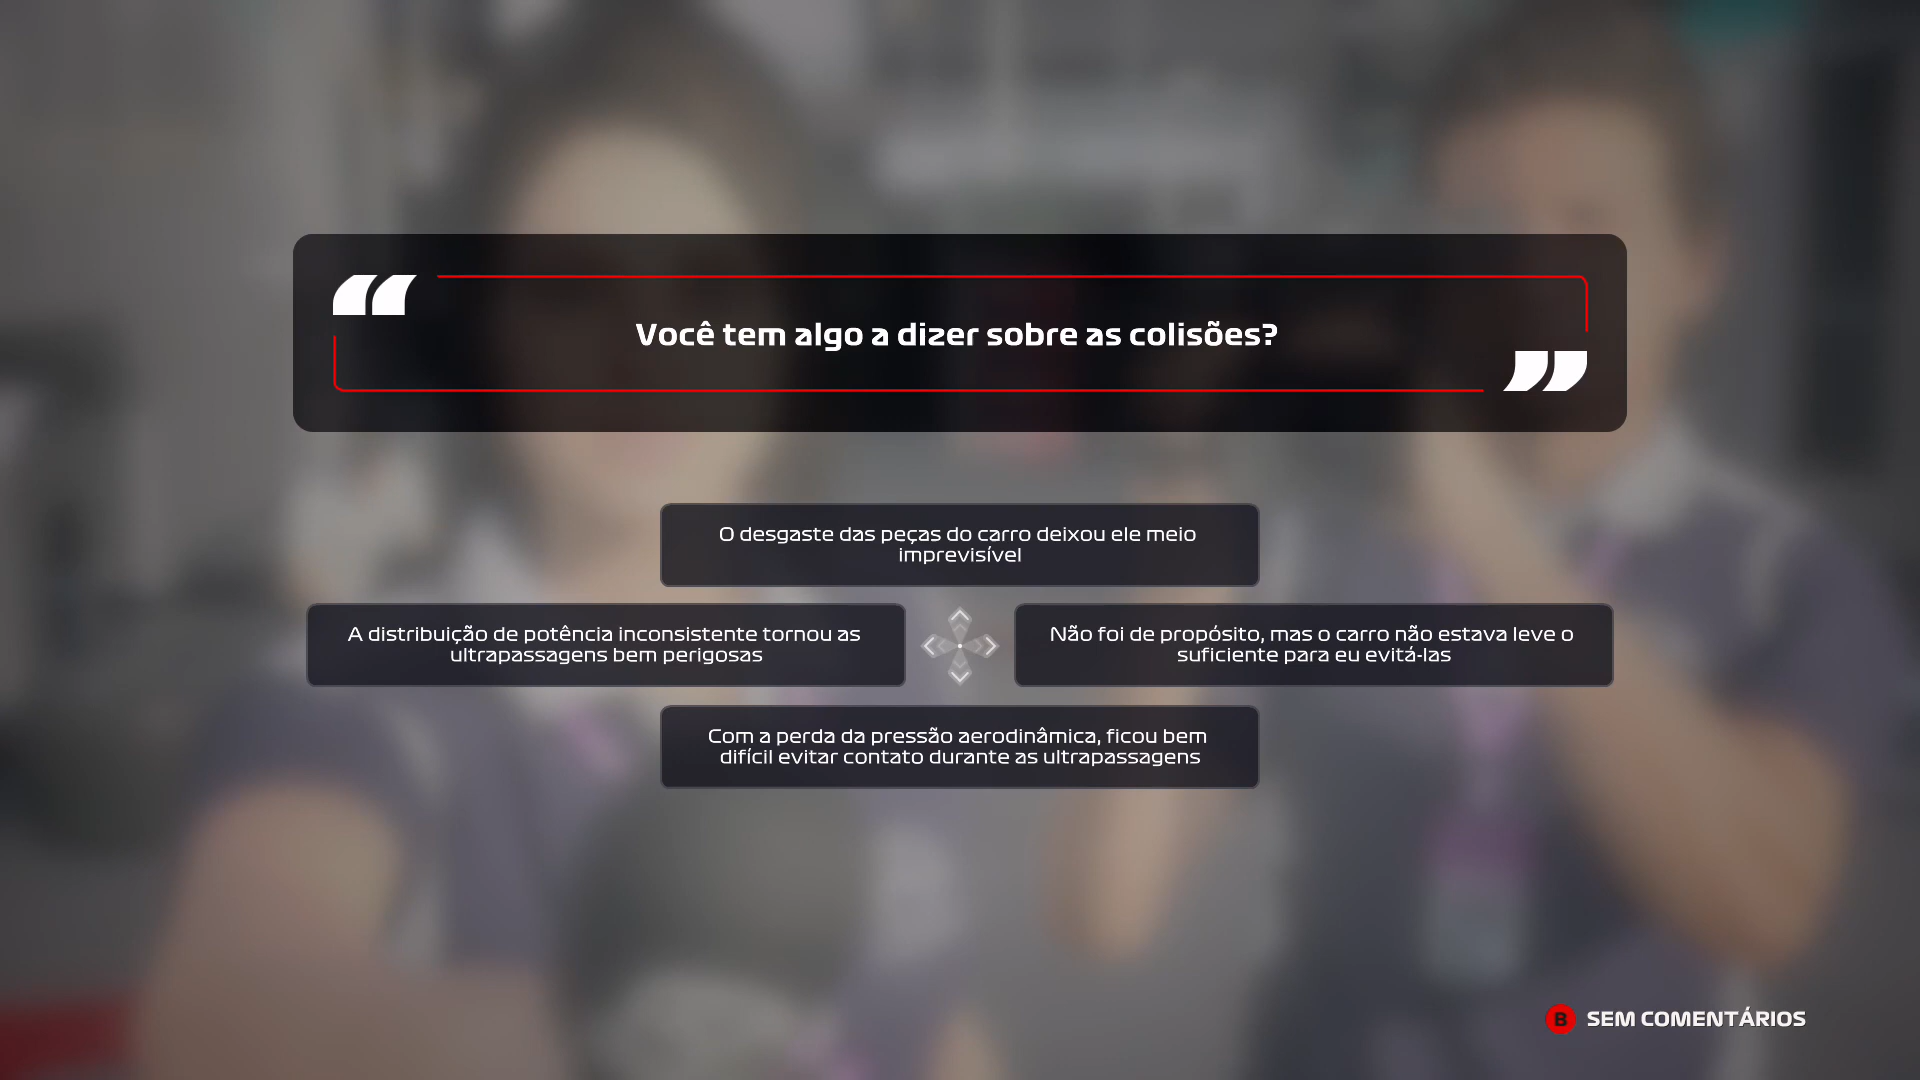 Você tem algo a dizer sobre as colisões?
O desgaste das peças do carro deixou ele meio
imprevisível
A distribuição de potência inconsistente tornou as
ultrapassagens bem perigosas
Não foi de propósito, mas o carro não estava leve o
suficiente para eu evitá-las
Com a perda da pressão aerodinâmica, ficou bem
difícil evitar contato durante as ultrapassagens
B SEM COMENTÁRIOS